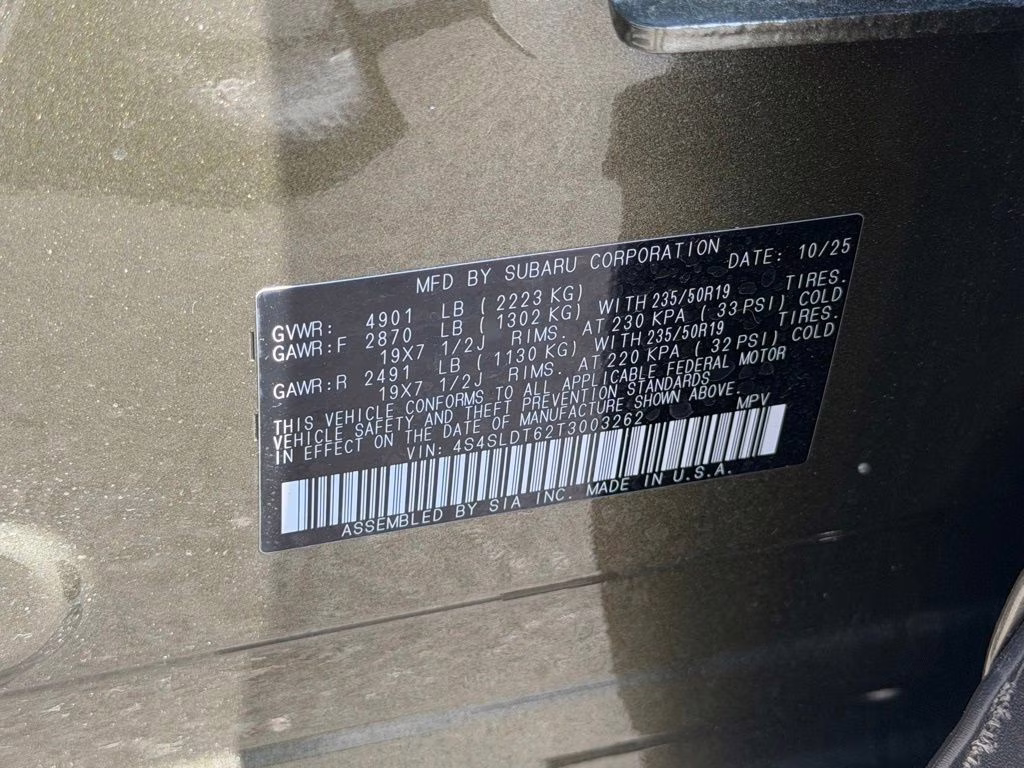 MFD BY SUBARU CORPORATION DATE: 10/25
GVWR: 4901 LB ( 2223 KG)
GAWR:F 2870 LB ( 1302 KG) WITH 235/50R19 TIRES.
19X7 1/2J RIMS. AT 230 KPA ( 33 PSI) COLD
GAWR:R 2491 LB ( 1130 KG) WITH 235/50R19 TIRES.
19X7 1/2J RIMS. AT 220 KPA ( 32 PSI) COLD
THIS VEHICLE CONFORMS TO ALL APPLICABLE FEDERAL MOTOR
VEHICLE SAFETY AND THEFT PREVENTION STANDARDS
IN EFFECT ON THE DATE OF MANUFACTURE SHOWN ABOVE.
VIN: 4S4SLDT62T3003262 MPV
ASSEMBLED BY SIA INC. MADE IN U.S.A.